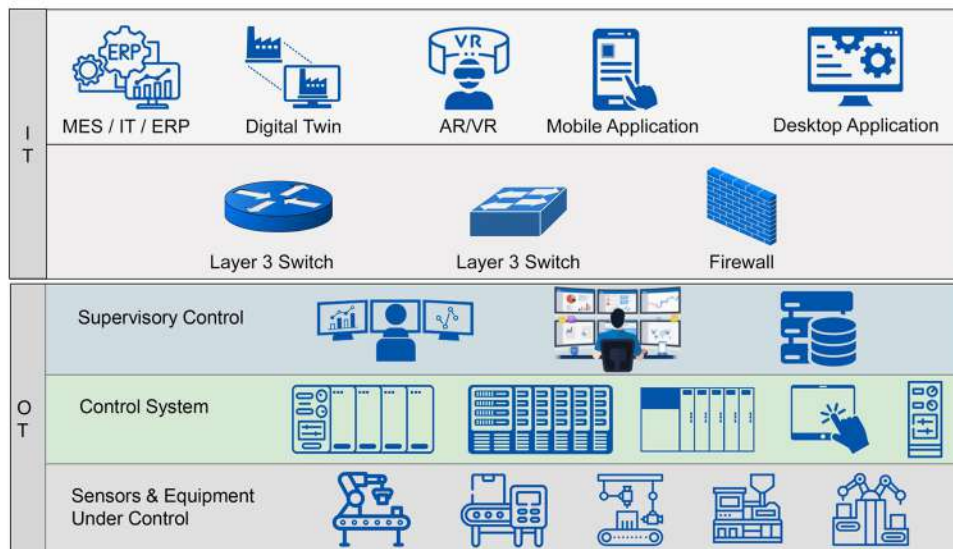 ERP
VR
MES / IT / ERP
Digital Twin
AR/VR
Mobile Application
Desktop Application
I
T
Layer 3 Switch
Layer 3 Switch
Firewall
Supervisory Control
O
T
Control System
Sensors & Equipment
Under Control